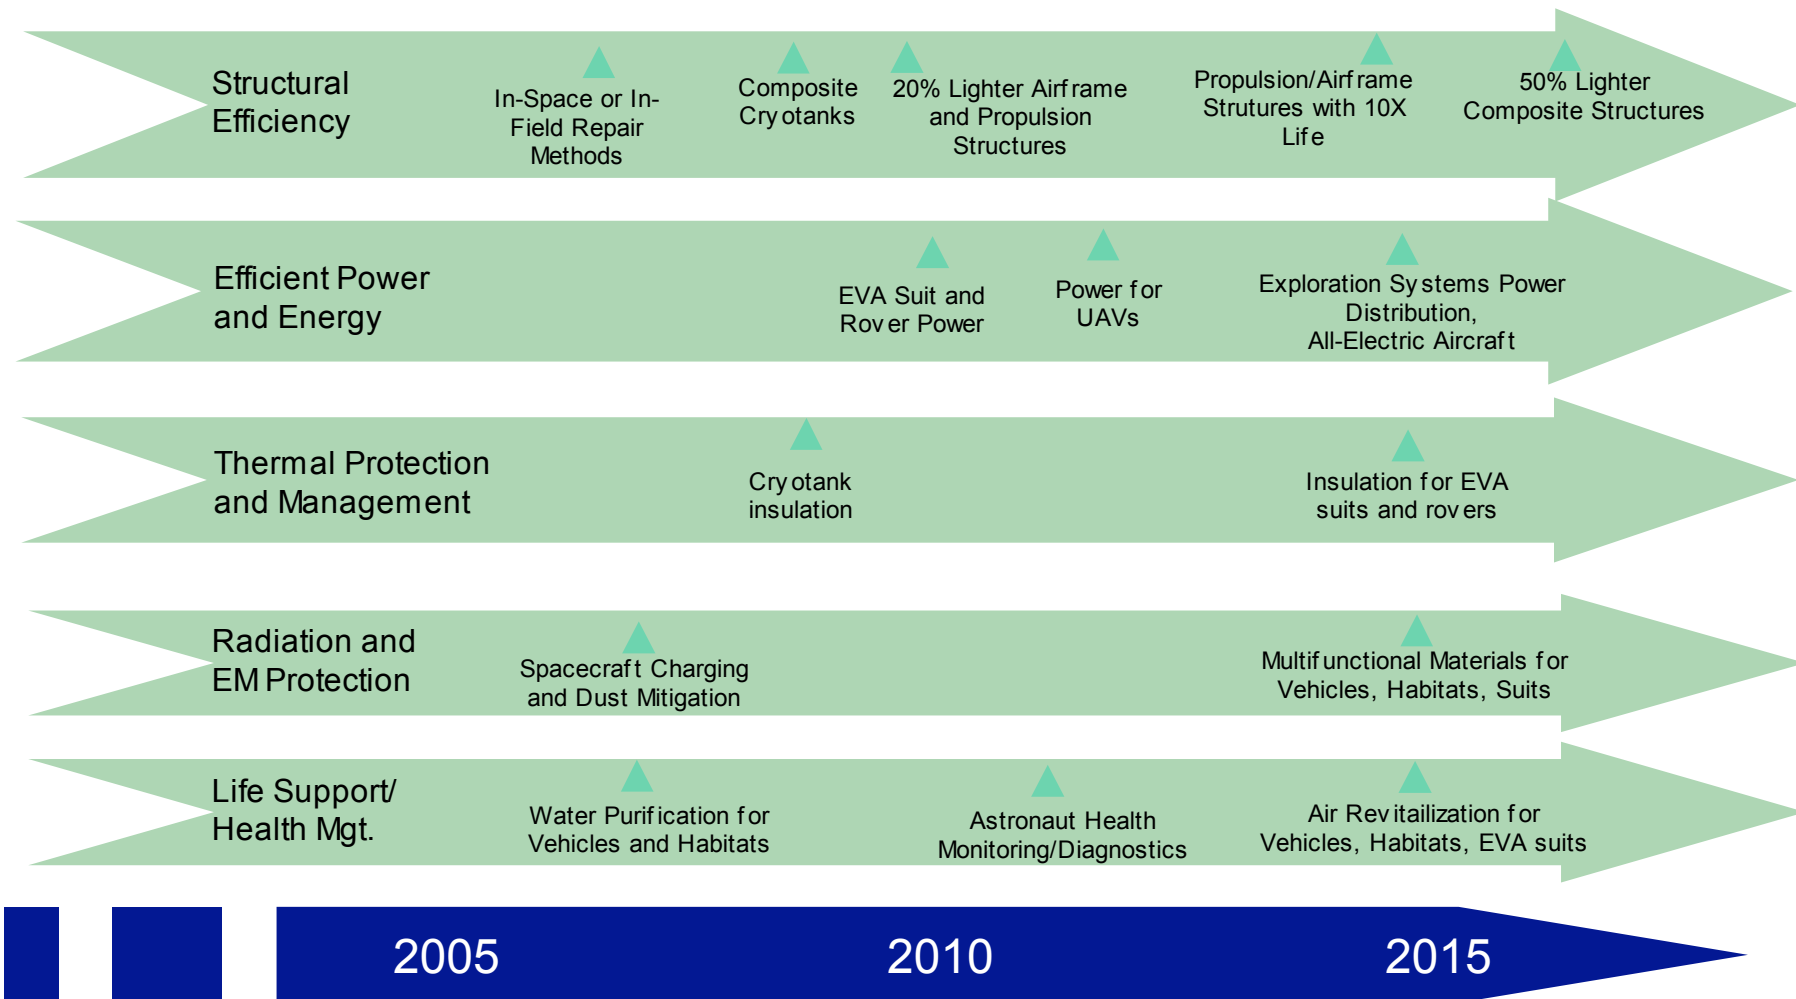 Structural
Efficiency
In-Space or In-
Field Repair
Methods
Composite
Cryotanks
20% Lighter Airframe
and Propulsion
Structures
Propulsion/Airframe
Strutures with 10X
Life
50% Lighter
Composite Structures
Efficient Power
and Energy
EVA Suit and
Rover Power
Power for
UAVs
Exploration Systems Power
Distribution,
All-Electric Aircraft
Thermal Protection
and Management
Cryotank
insulation
Insulation for EVA
suits and rovers
Radiation and
EM Protection
Spacecraft Charging
and Dust Mitigation
Multifunctional Materials for
Vehicles, Habitats, Suits
Life Support/
Health Mgt.
Water Purification for
Vehicles and Habitats
Astronaut Health
Monitoring/Diagnostics
Air Revitailization for
Vehicles, Habitats, EVA suits
2005
2010
2015